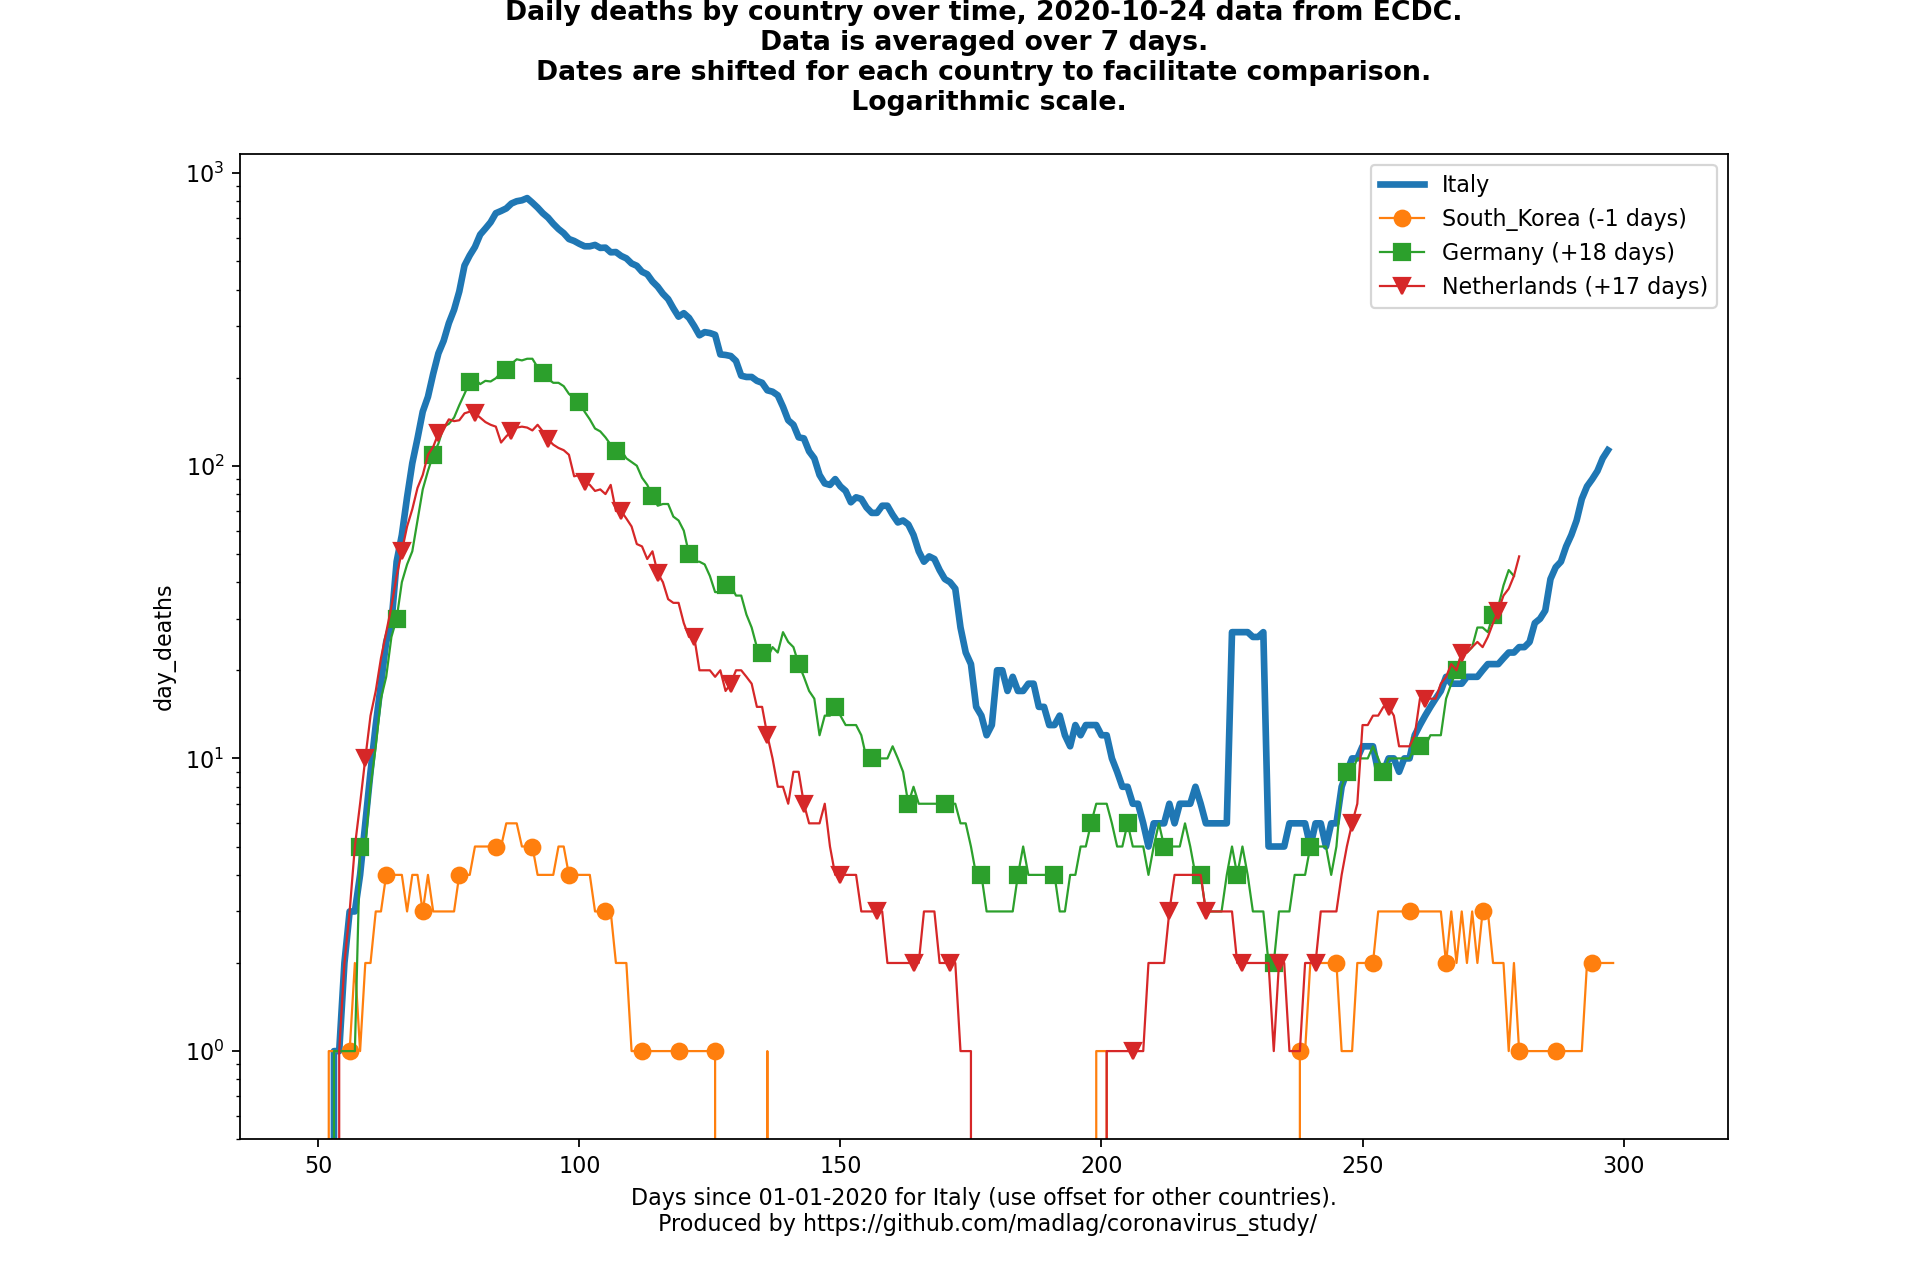 Daily deaths by country over time, 2020-10-24 data from ECDC.
Data is averaged over 7 days.
Dates are shifted for each country to facilitate comparison.
Logarithmic scale.
10³
10²
10¹
10⁰
day_deaths
Italy
South_Korea (-1 days)
Germany (+18 days)
Netherlands (+17 days)
50 100 150 200 250 300
Days since 01-01-2020 for Italy (use offset for other countries).
Produced by https://github.com/madlag/coronavirus_study/